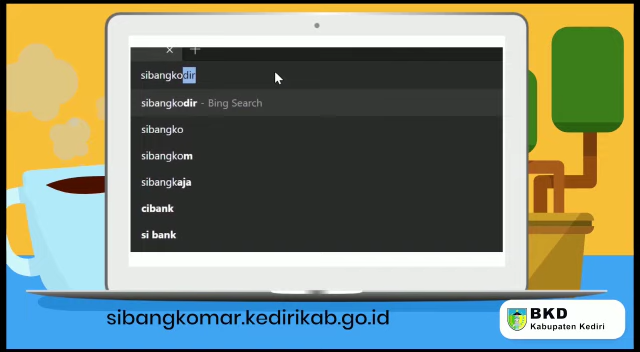 sibangkodir
sibangkodir - Bing Search
sibangko
sibangkom
sibangkaja
cibank
si bank
sibangkomar.kedirikab.go.id
BKD
Kabupaten Kediri